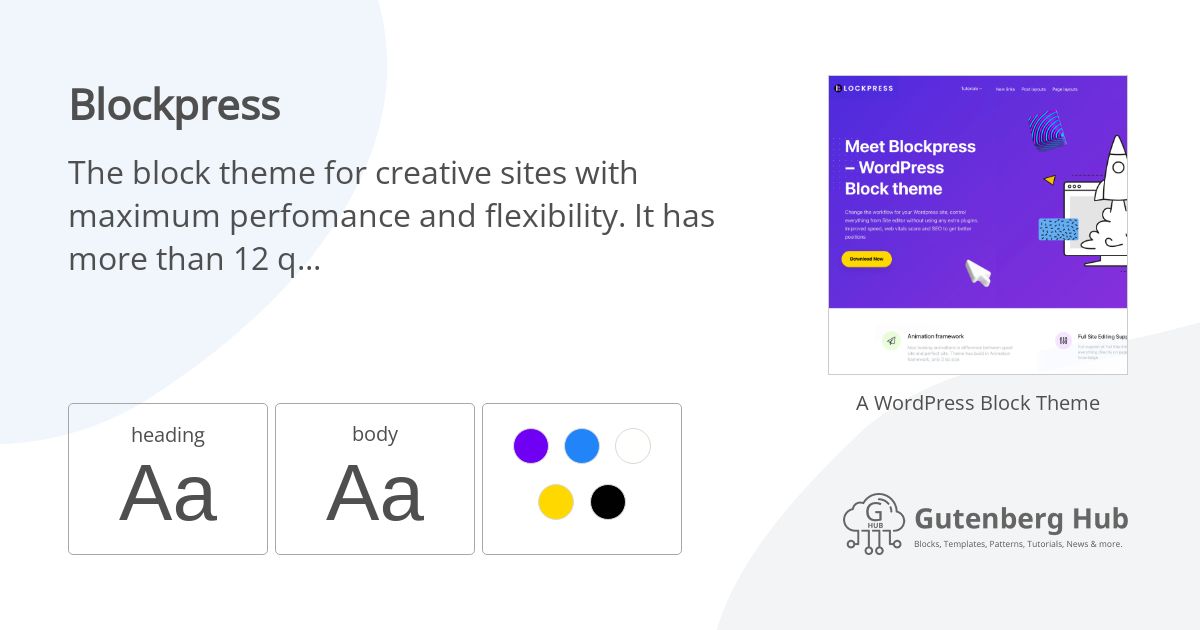 Blockpress
The block theme for creative sites with
maximum perfomance and flexibility. It has
more than 12 q...
heading
Aa
body
Aa
LOCKPRESS
Tutorials
New links
Post layouts
Page layouts
Meet Blockpress
– WordPress
Block theme
Change the workflow for your Wordpress site, control
everything from Site editor without using any extra plugins.
Improved speed, web vitals score and SEO to get better
positions
Download Now
Animation framework
Full Site Editing Supp
A WordPress Block Theme
G
HUB
Gutenberg Hub
Blocks, Templates, Patterns, Tutorials, News & more.